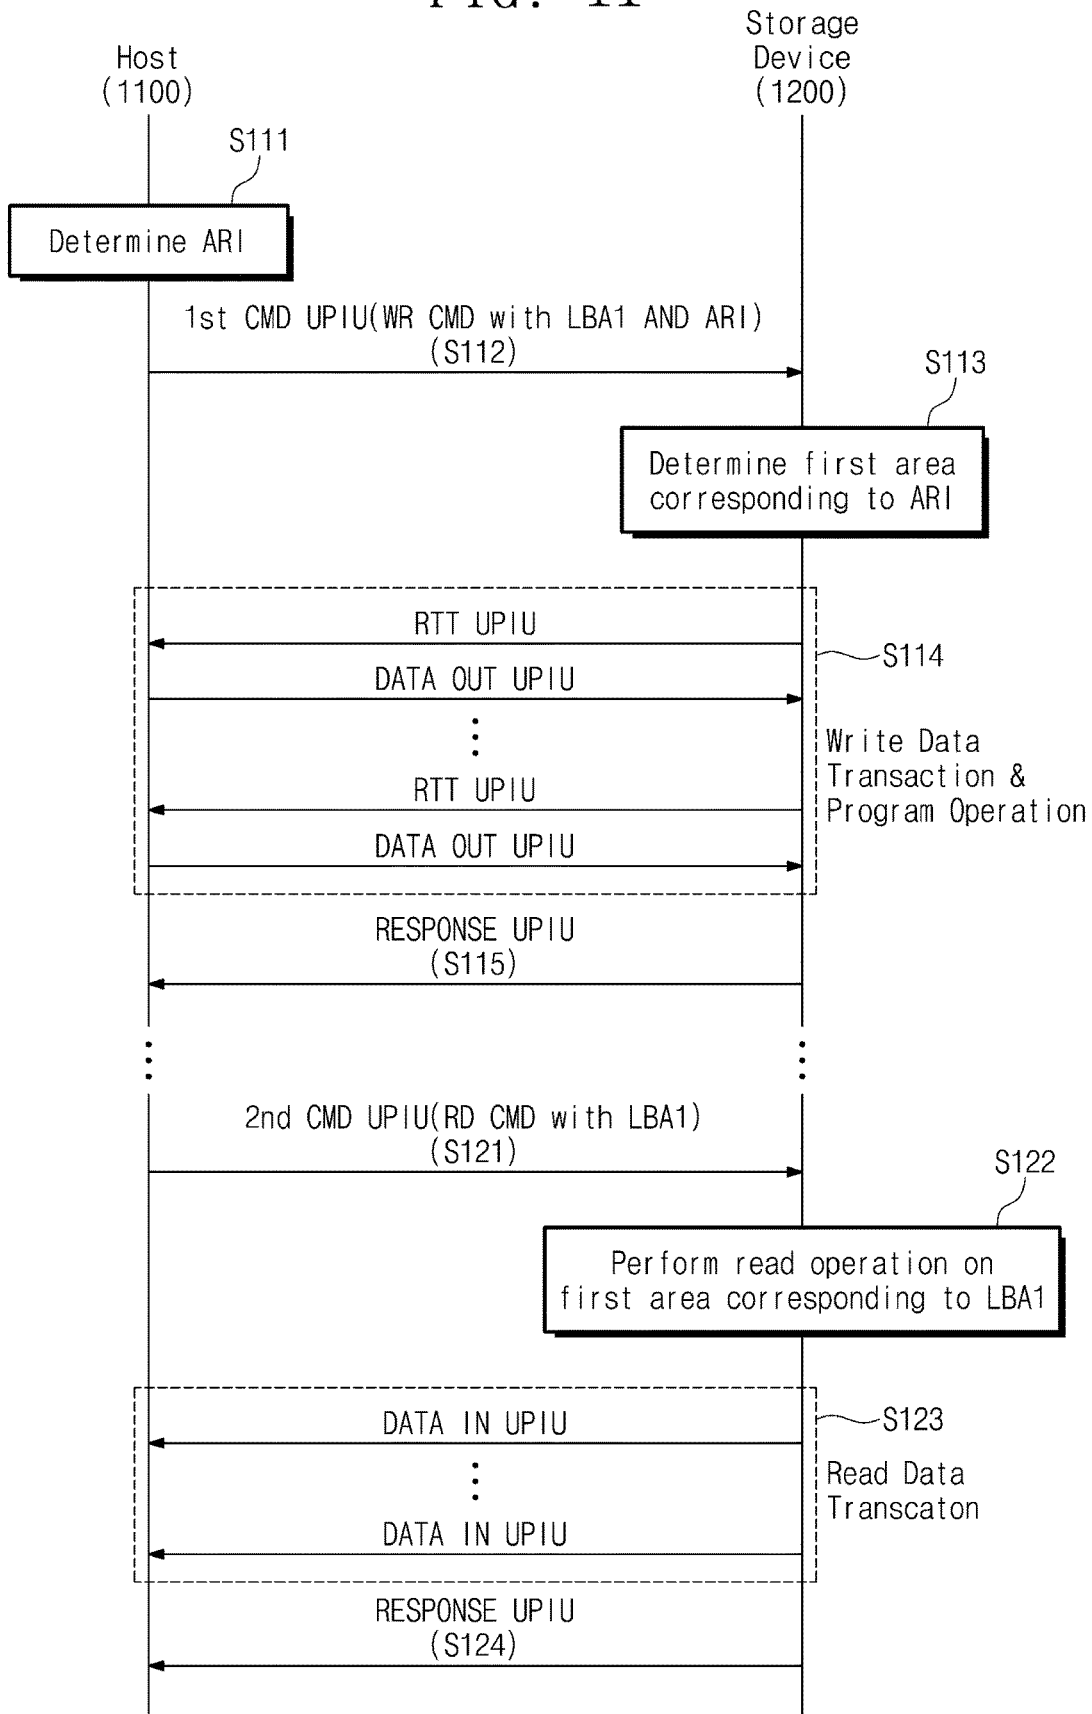 FIG. 11
Host
(1100)
Storage
Device
(1200)
S111
Determine ARI
1st CMD UPIU(WR CMD with LBA1 AND ARI)
(S112)
S113
Determine first area
corresponding to ARI
RTT UPIU
S114
DATA OUT UPIU
Write Data
Transaction &
Program Operation
RTT UPIU
DATA OUT UPIU
RESPONSE UPIU
(S115)
2nd CMD UPIU(RD CMD with LBA1)
(S121)
S122
Perform read operation on
first area corresponding to LBA1
DATA IN UPIU
S123
Read Data
Transcaton
DATA IN UPIU
RESPONSE UPIU
(S124)